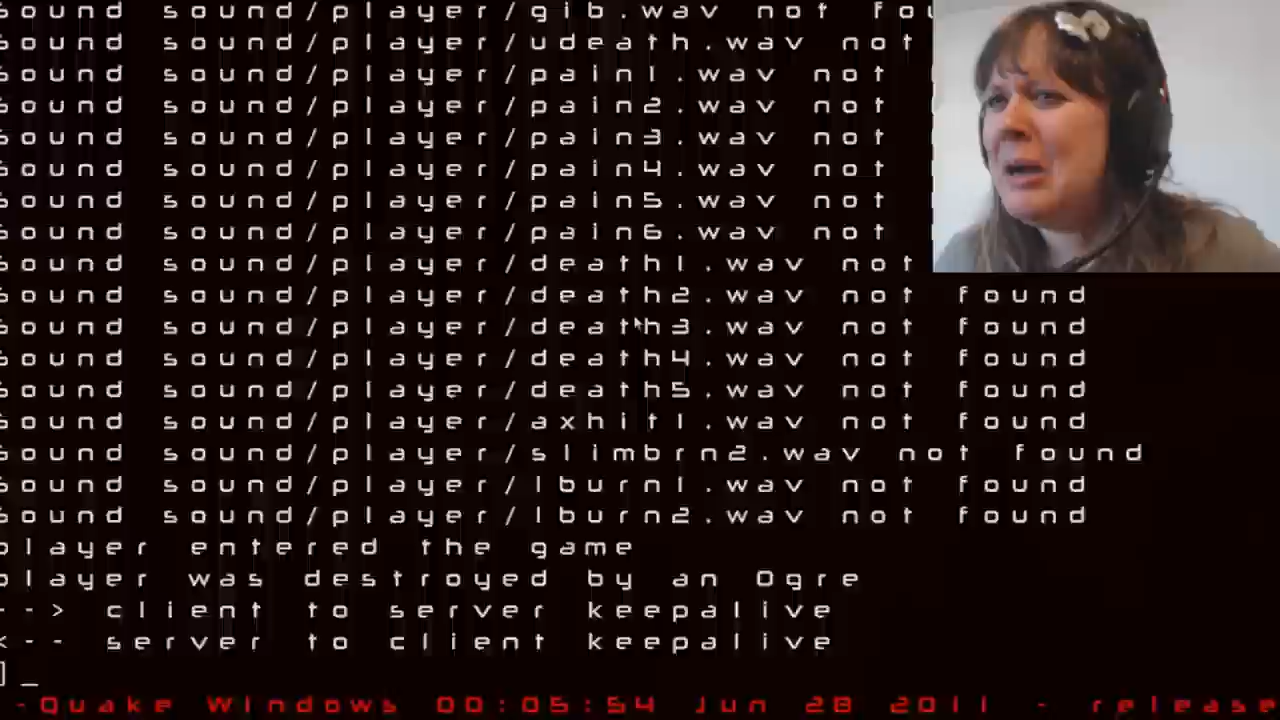 sound sound/player/gib.wav not fou
sound sound/player/udeath.wav not
sound sound/player/pain1.wav not
sound sound/player/pain2.wav not
sound sound/player/pain3.wav not
sound sound/player/pain4.wav not
sound sound/player/pain5.wav not
sound sound/player/pain6.wav not
sound sound/player/death1.wav not
sound sound/player/death2.wav not found
sound sound/player/death3.wav not found
sound sound/player/death4.wav not found
sound sound/player/death5.wav not found
sound sound/player/axhit1.wav not found
sound sound/player/slimbrn2.wav not found
sound sound/player/lburn1.wav not found
sound sound/player/lburn2.wav not found
player entered the game
player was destroyed by an Ogre
--> client to server keepalive
<-- server to client keepalive
]_
-Quake Windows 00:05:54 Jun 28 2011 - release